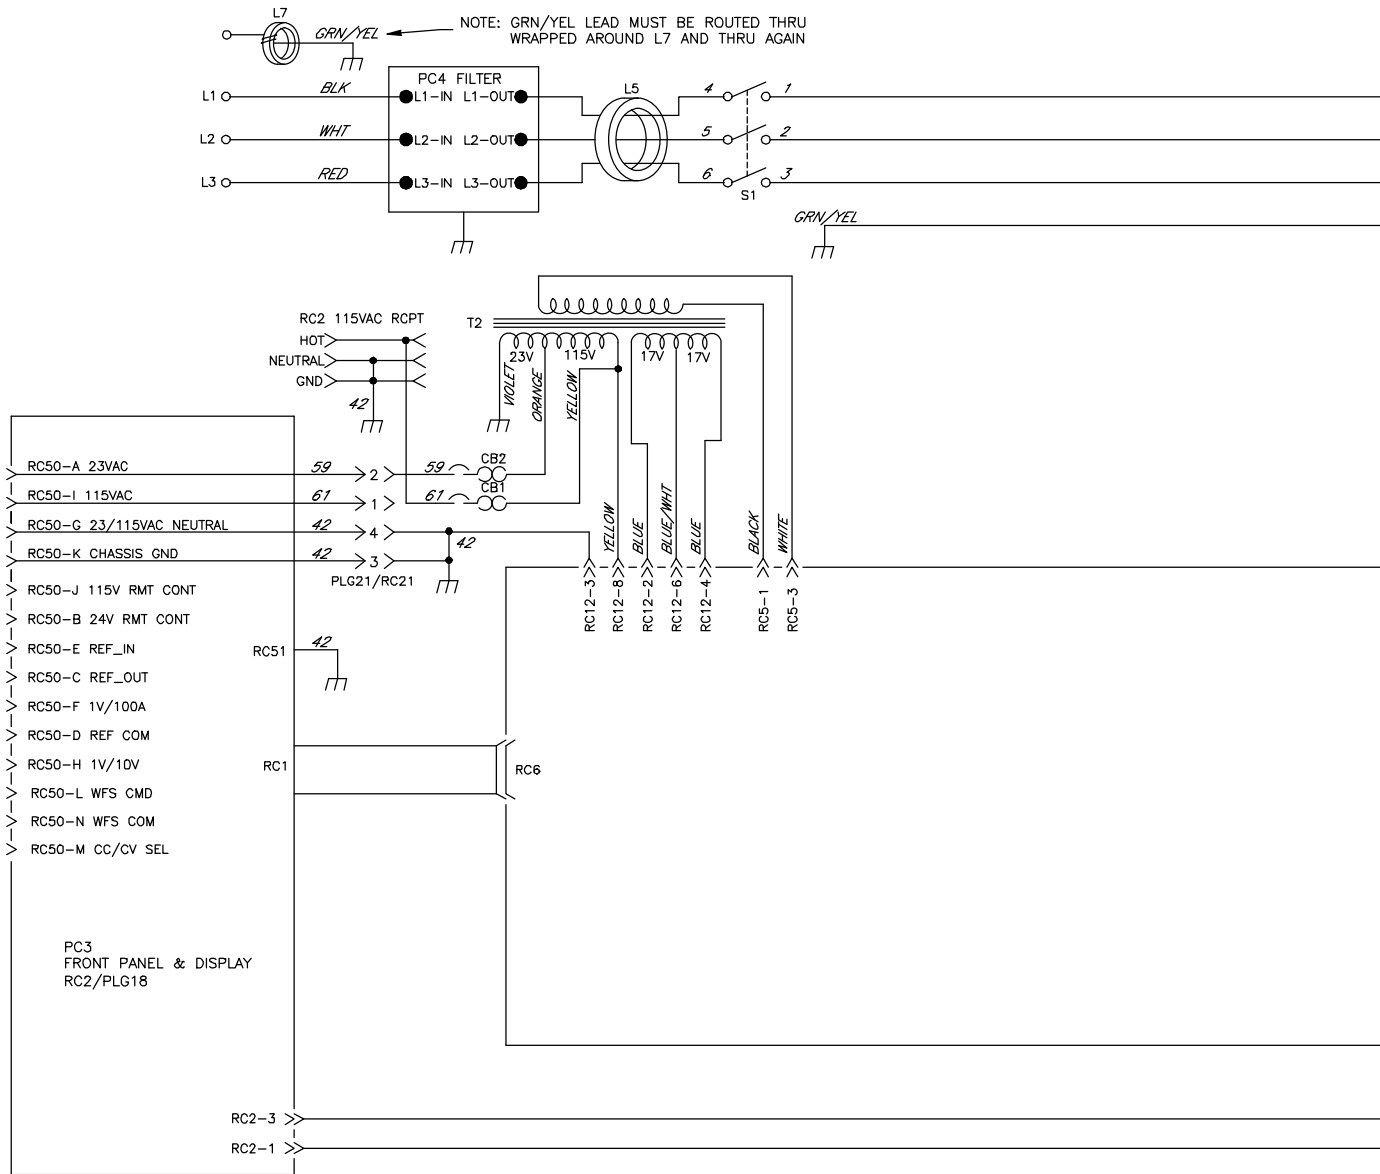 L7
GRN/YEL
NOTE: GRN/YEL LEAD MUST BE ROUTED THRU
WRAPPED AROUND L7 AND THRU AGAIN
PC4 FILTER
L1
BLK
L1-IN L1-OUT
L5
4
1
L2
WHT
L2-IN L2-OUT
5
2
L3
RED
L3-IN L3-OUT
6
3
S1
GRN/YEL
RC2 115VAC RCPT
T2
HOT
NEUTRAL
GND
42
23V
115V
17V
17V
VIOLET
ORANGE
YELLOW
CB2
CB1
RC50-A 23VAC
59
2
59
RC50-I 115VAC
61
1
61
RC50-G 23/115VAC NEUTRAL
42
4
42
RC50-K CHASSIS GND
42
3
PLG21/RC21
YELLOW
BLUE
BLUE/WHT
BLUE
BLACK
WHITE
RC12-3
RC12-8
RC12-2
RC12-6
RC12-4
RC5-1
RC5-3
RC50-J 115V RMT CONT
RC50-B 24V RMT CONT
RC50-E REF_IN
RC51
42
RC50-C REF_OUT
RC50-F 1V/100A
RC50-D REF COM
RC50-H 1V/10V
RC1
RC6
RC50-L WFS CMD
RC50-N WFS COM
RC50-M CC/CV SEL
PC3
FRONT PANEL & DISPLAY
RC2/PLG18
RC2-3
RC2-1